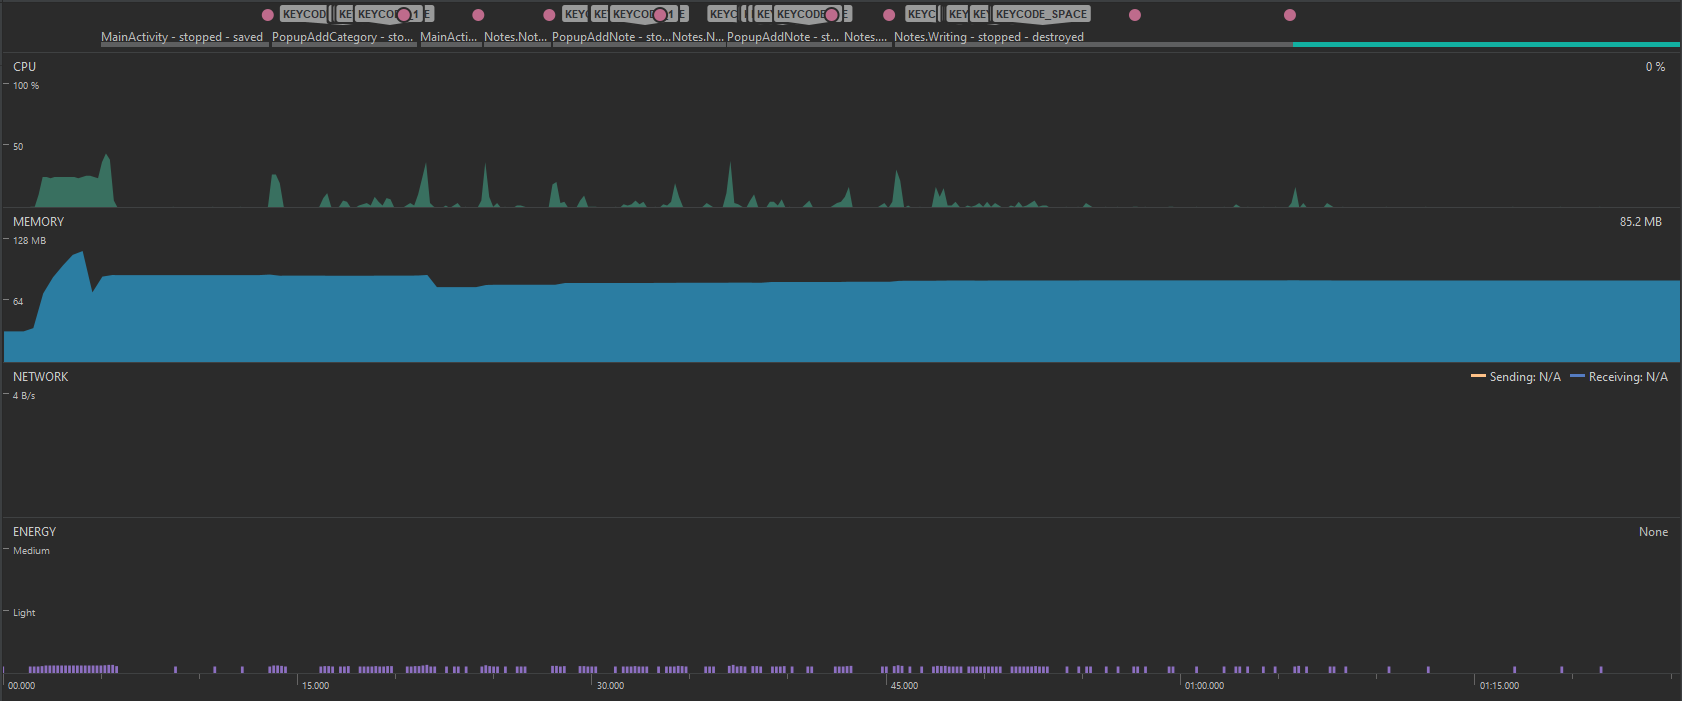 KEYCOD KE KEYCO 1 E KEY KE KEYCO 1 E KEYC KE KEYCODE E KEYC KEY KEY KEYCODE_SPACE
MainActivity - stopped - saved PopupAddCategory - sto... MainActi... Notes.Not... PopupAddNote - sto... Notes.N... PopupAddNote - st... Notes.... Notes.Writing - stopped - destroyed
CPU 0 %
100 %
50
MEMORY 85.2 MB
128 MB
64
NETWORK Sending: N/A Receiving: N/A
4 B/s
ENERGY None
Medium
Light
00.000 15.000 30.000 45.000 01:00.000 01:15.000